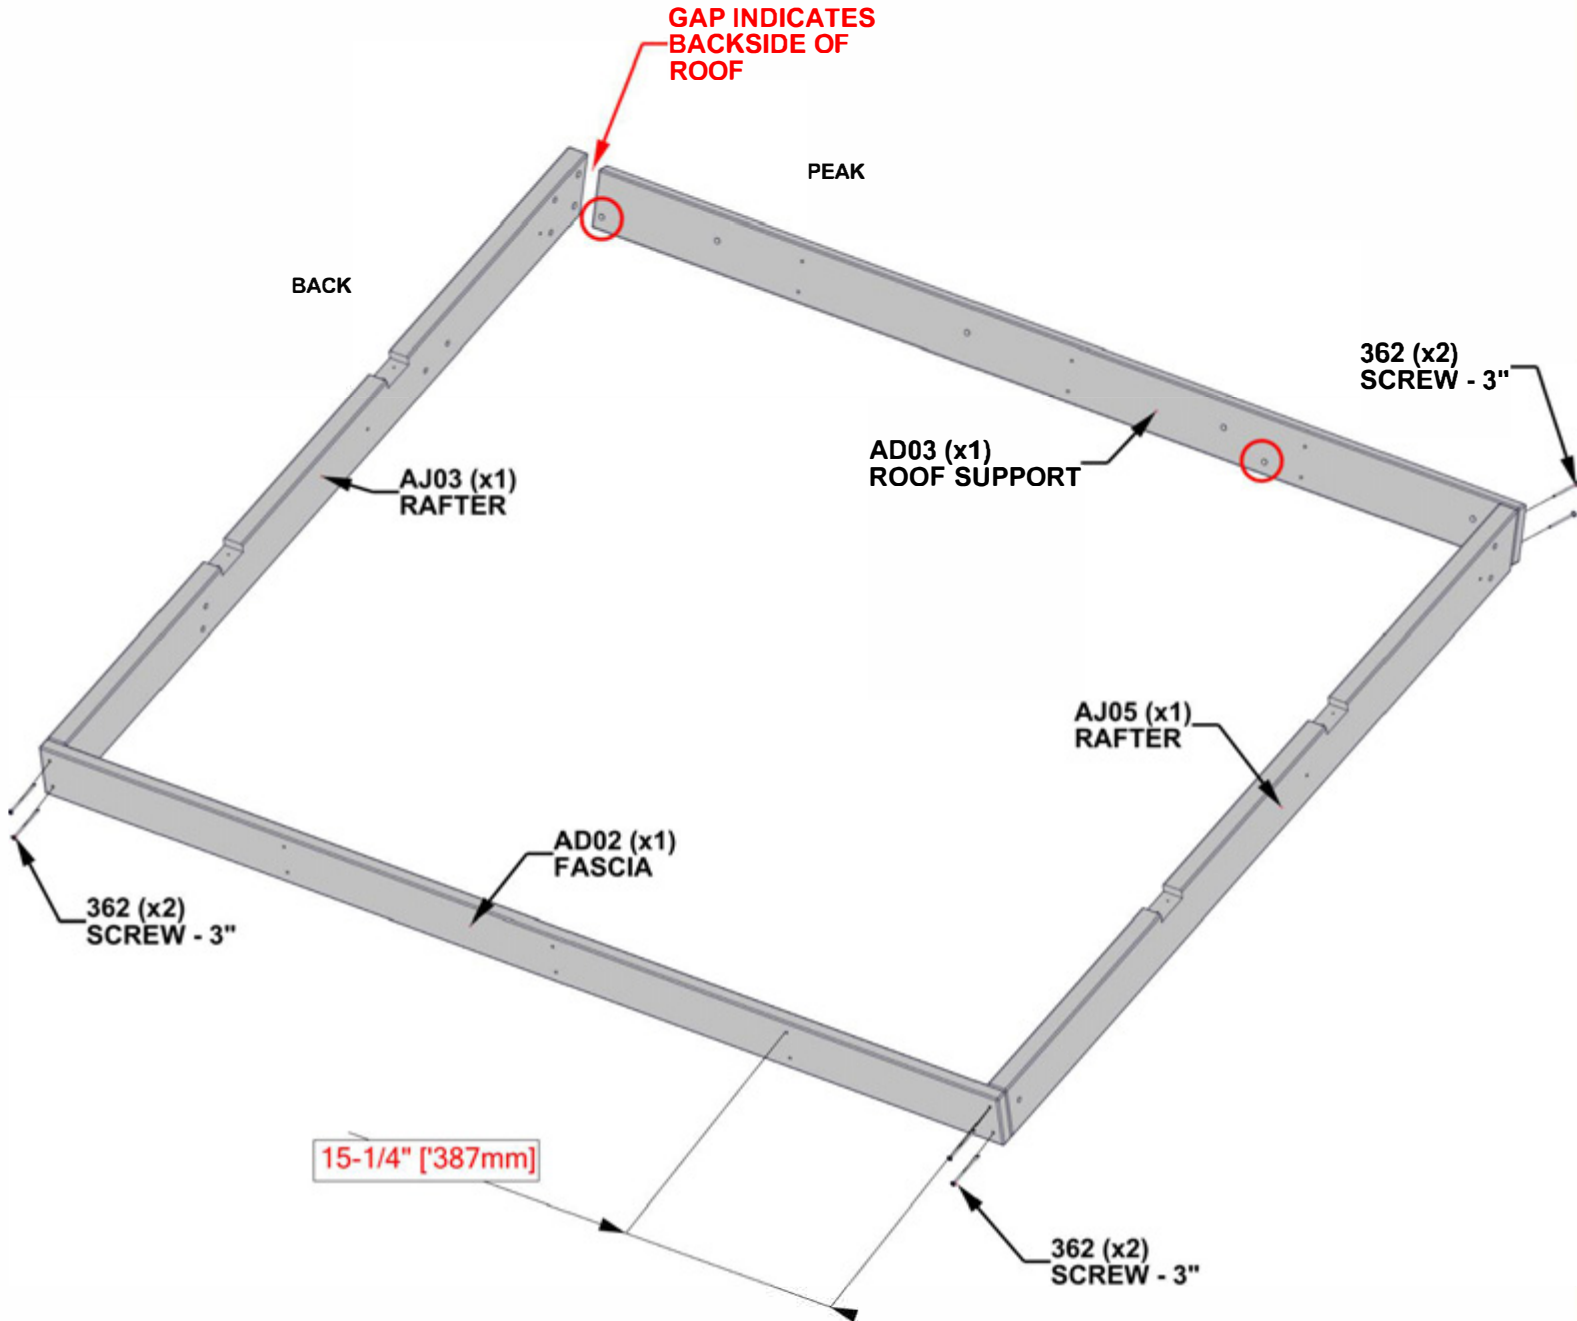 GAP INDICATES
BACKSIDE OF
ROOF
PEAK
BACK
362 (x2)
SCREW - 3"
AD03 (x1)
ROOF SUPPORT
AJ03 (x1)
RAFTER
AJ05 (x1)
RAFTER
AD02 (x1)
FASCIA
362 (x2)
SCREW - 3"
15-1/4" ['387mm]
362 (x2)
SCREW - 3"